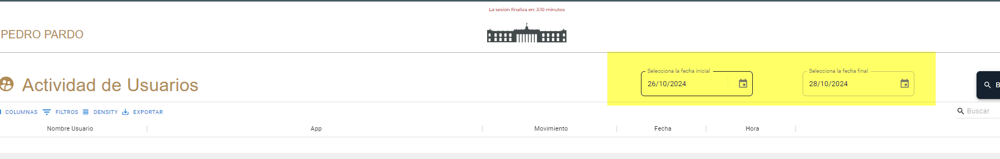 La sesión finaliza en: 3:10 minutos
PEDRO PARDO
Actividad de Usuarios
Selecciona la fecha inicial
26/10/2024
Selecciona la fecha final
28/10/2024
B
COLUMNAS FILTROS DENSITY EXPORTAR
Buscar
Nombre Usuario App Movimiento Fecha Hora